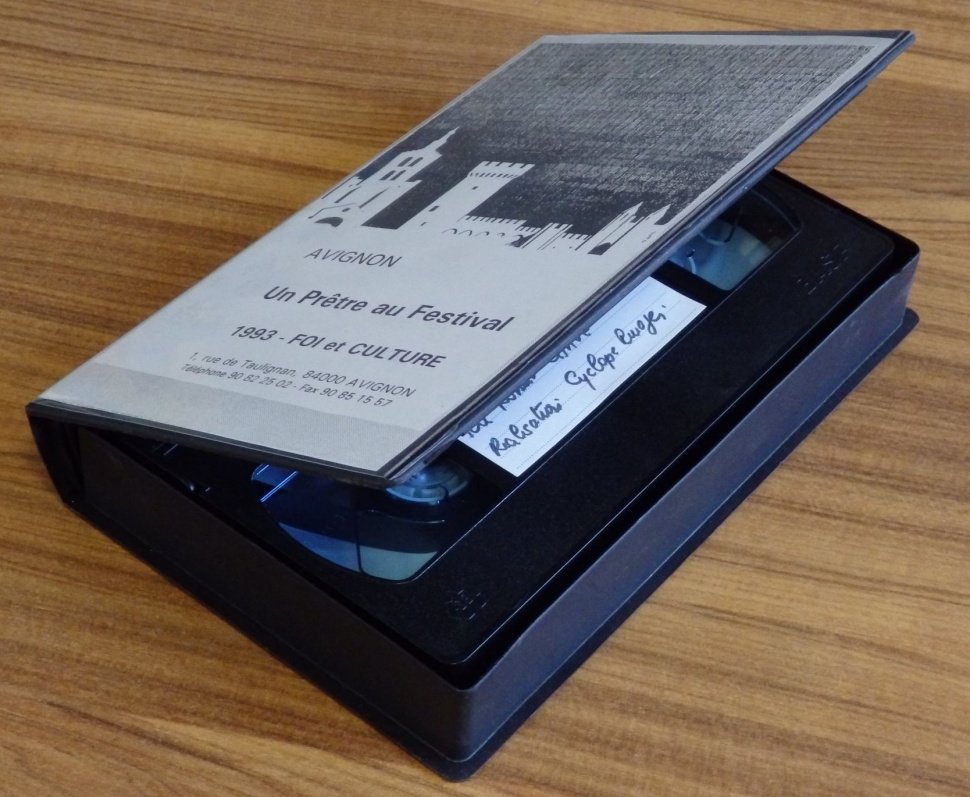 AVIGNON
Un Prêtre au Festival
1993 - FOI et CULTURE
1, rue de Taulignan, 84000 AVIGNON
Téléphone 90 82 25 02 - Fax 90 85 15 57
Réalisation Cyclope